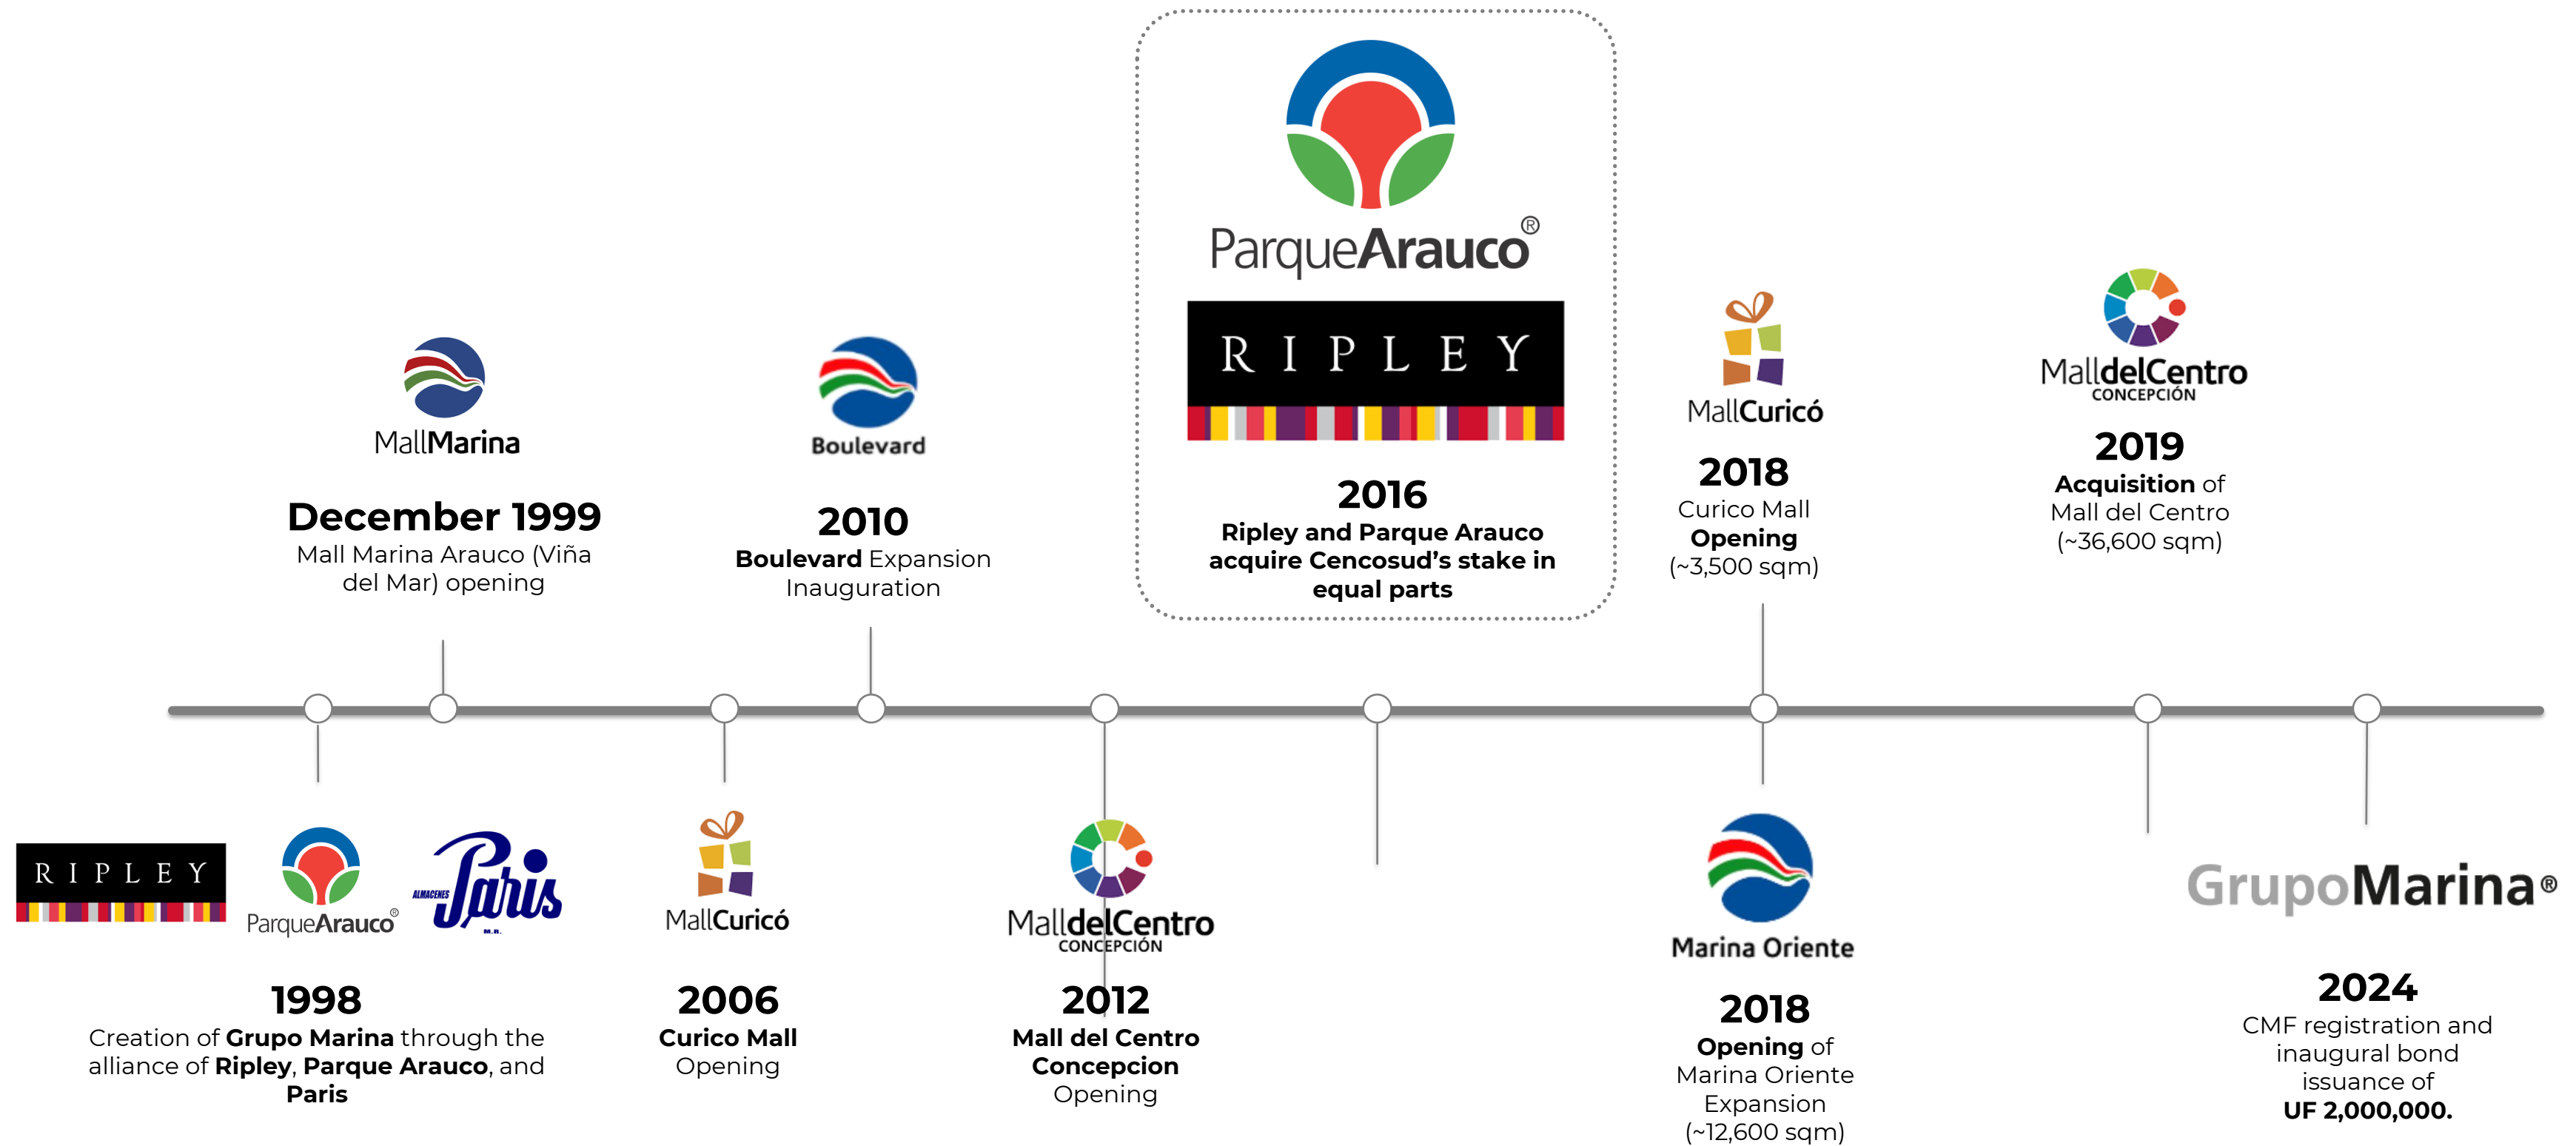 ParqueArauco®
RIPLEY
2016
Ripley and Parque Arauco
acquire Cencosud's stake in
equal parts
MallMarina
December 1999
Mall Marina Arauco (Viña
del Mar) opening
Boulevard
2010
Boulevard Expansion
Inauguration
MallCuricó
2018
Curico Mall
Opening
(~3,500 sqm)
MalldelCentro
CONCEPCIÓN
2019
Acquisition of
Mall del Centro
(~36,600 sqm)
RIPLEY
ParqueArauco®
ALMACENES
Paris
M.R.
1998
Creation of Grupo Marina through the
alliance of Ripley, Parque Arauco, and
Paris
MallCuricó
2006
Curico Mall
Opening
MalldelCentro
CONCEPCIÓN
2012
Mall del Centro
Concepcion
Opening
Marina Oriente
2018
Opening of
Marina Oriente
Expansion
(~12,600 sqm)
GrupoMarina®
2024
CMF registration and
inaugural bond
issuance of
UF 2,000,000.